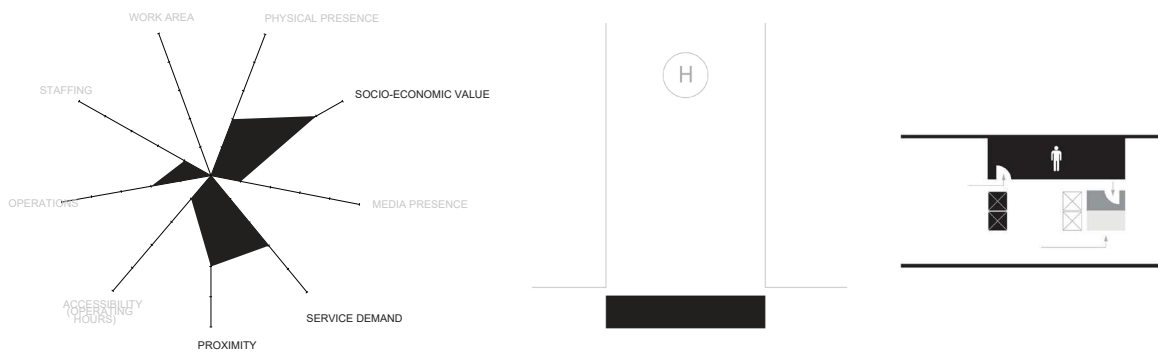 WORK AREA
PHYSICAL PRESENCE
STAFFING
SOCIO-ECONOMIC VALUE
H
OPERATIONS
MEDIA PRESENCE
ACCESSIBILITY
(OPERATING
HOURS)
SERVICE DEMAND
PROXIMITY